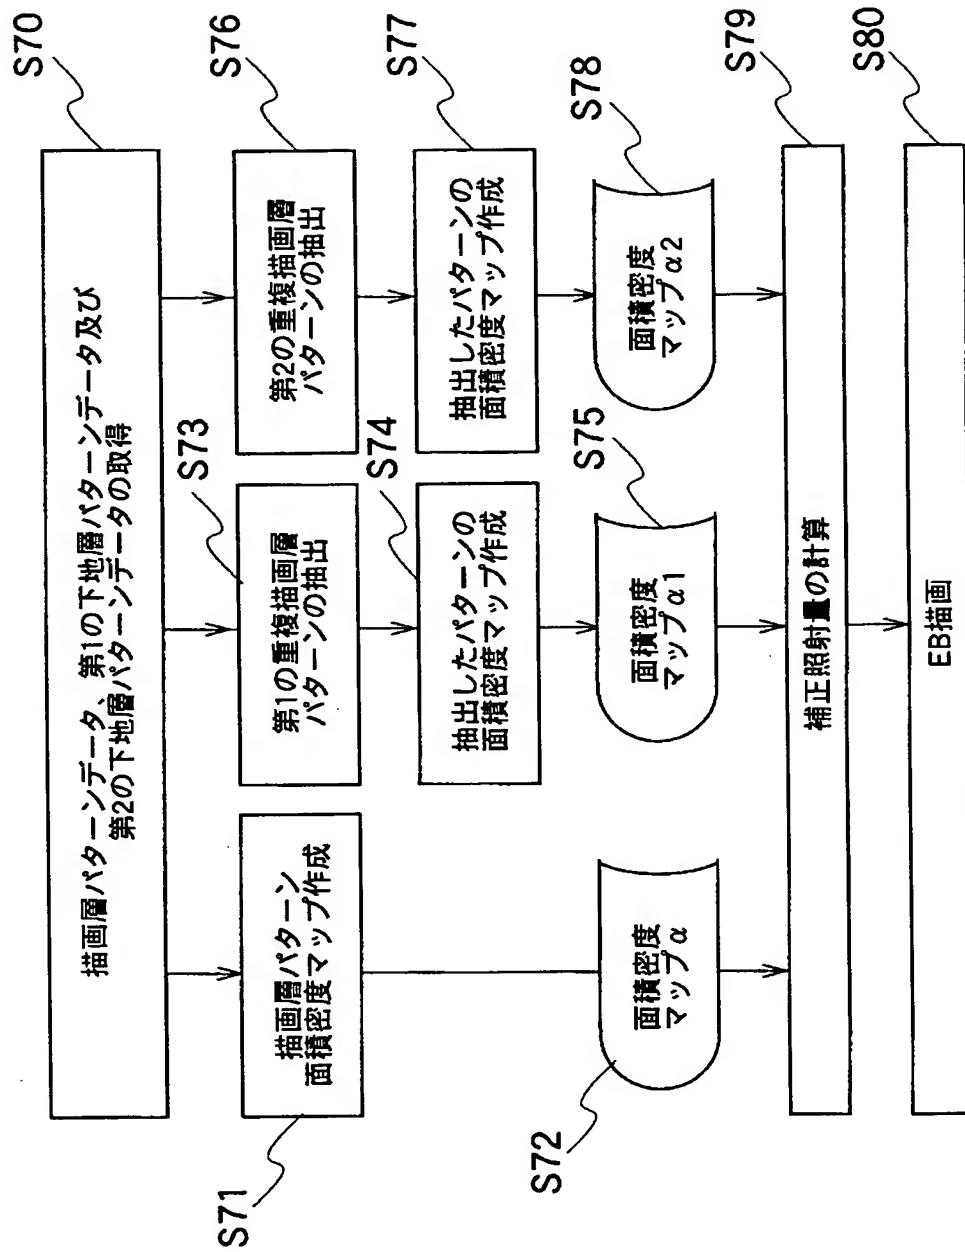 S70
描画層パターンデータ、第1の下地層パターンデータ及び
第2の下地層パターンデータの取得
S71
描画層パターン
面積密度マップ作成
S72
面積密度
マップα
S73
第1の重複描画層
パターンの抽出
S74
抽出したパターンの
面積密度マップ作成
S75
面積密度
マップα1
S76
第2の重複描画層
パターンの抽出
S77
抽出したパターンの
面積密度マップ作成
S78
面積密度
マップα2
S79
補正照射量の計算
S80
EB描画